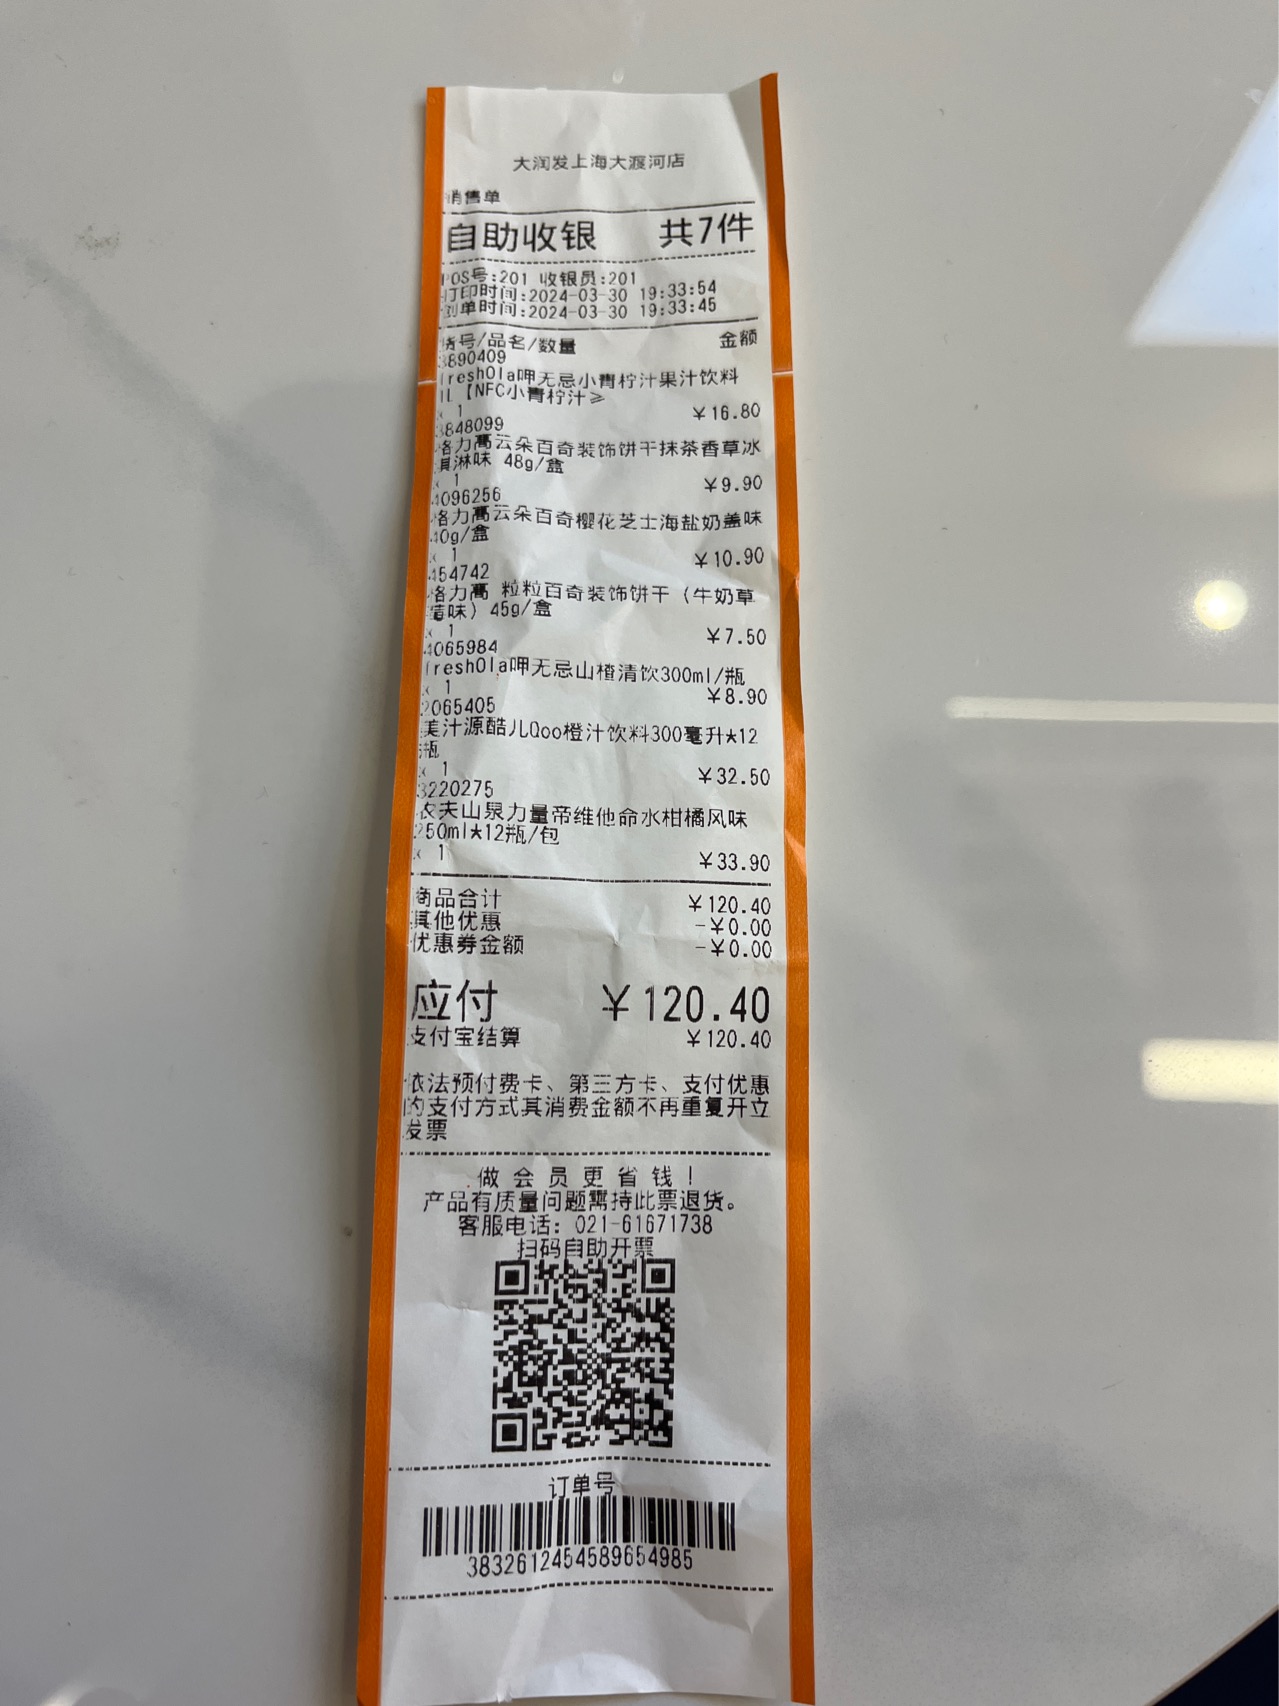 大润发上海大渡河店
销售单
自助收银 共7件
POS号:201 收银员:201
打印时间:2024-03-30 19:33:54
创单时间:2024-03-30 19:33:45
货号/品名/数量 金额
3890409
fresh0la呷无忌小青柠汁果汁饮料
1L【NFC小青柠汁≥
x 1 ¥16.80
3848099
格力高云朵百奇装饰饼干抹茶香草冰
淇淋味 48g/盒
x 1 ¥9.90
4096256
格力高云朵百奇樱花芝士海盐奶盖味
40g/盒
x 1 ¥10.90
454742
格力高 粒粒百奇装饰饼干（牛奶草
莓味）45g/盒
x 1 ¥7.50
4065984
fresh0la呷无忌山楂清饮300ml/瓶
x 1 ¥8.90
2065405
美汁源酷儿Qoo橙汁饮料300毫升*12
瓶
x 1 ¥32.50
3220275
农夫山泉力量帝维他命水柑橘风味
250ml*12瓶/包
x 1 ¥33.90
商品合计 ¥120.40
其他优惠 -¥0.00
优惠券金额 -¥0.00
应付 ¥120.40
支付宝结算 ¥120.40
依法预付费卡、第三方卡、支付优惠
的支付方式其消费金额不再重复开立
发票
做会员更省钱！
产品有质量问题需持此票退货。
客服电话：021-61671738
扫码自助开票
订单号
3832612454589654985